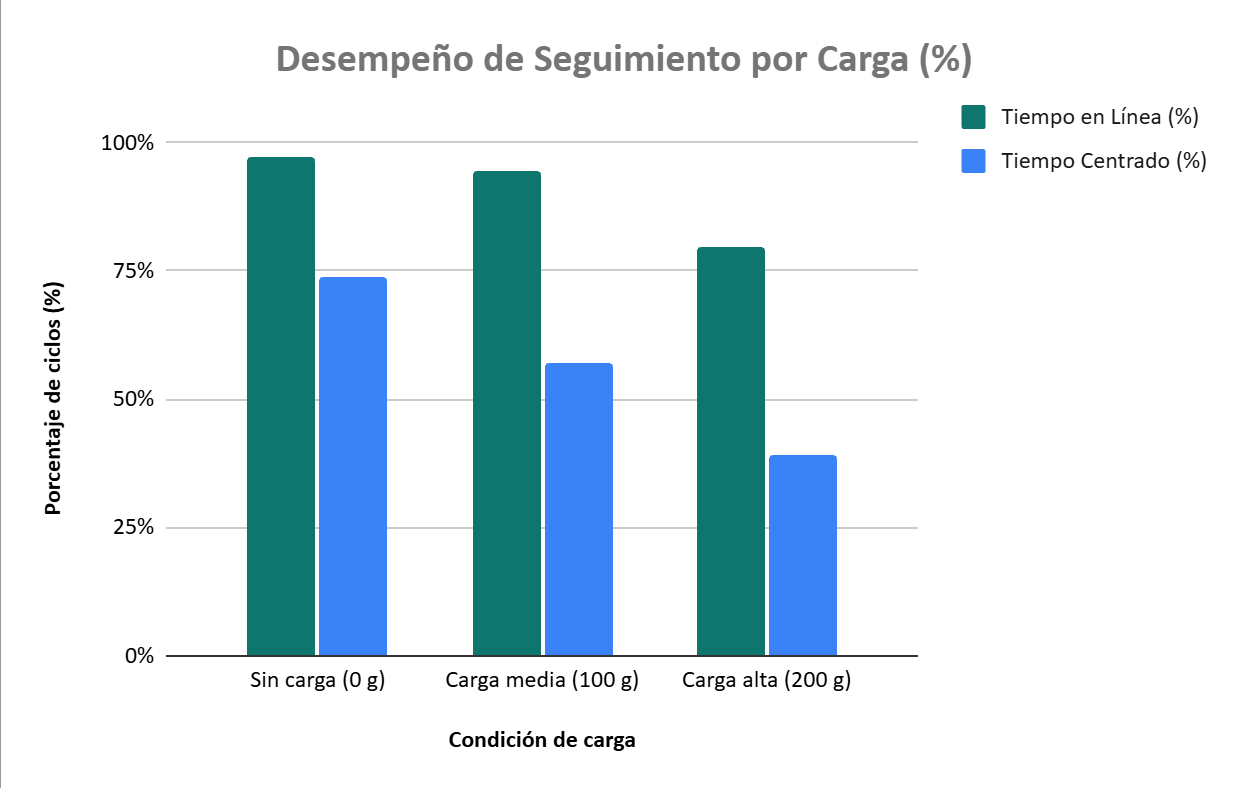 Desempeño de Seguimiento por Carga (%)
Tiempo en Línea (%)
Tiempo Centrado (%)
100%
75%
50%
25%
0%
Porcentaje de ciclos (%)
Sin carga (0 g)
Carga media (100 g)
Carga alta (200 g)
Condición de carga